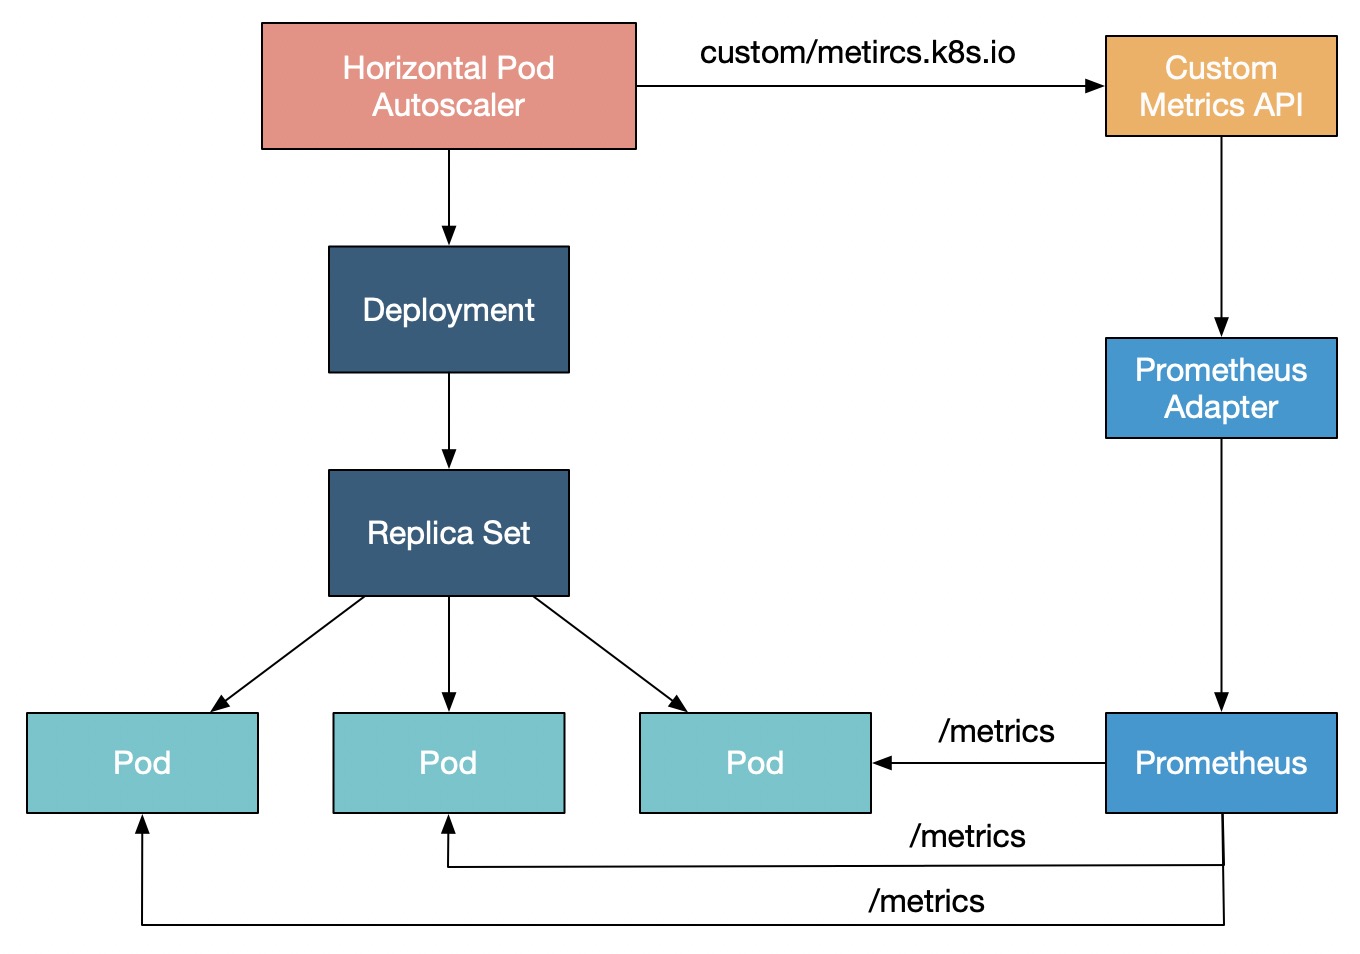 Horizontal Pod
Autoscaler
custom/metircs.k8s.io
Custom
Metrics API
Deployment
Prometheus
Adapter
Replica Set
Pod
Pod
Pod
/metrics
Prometheus
/metrics
/metrics